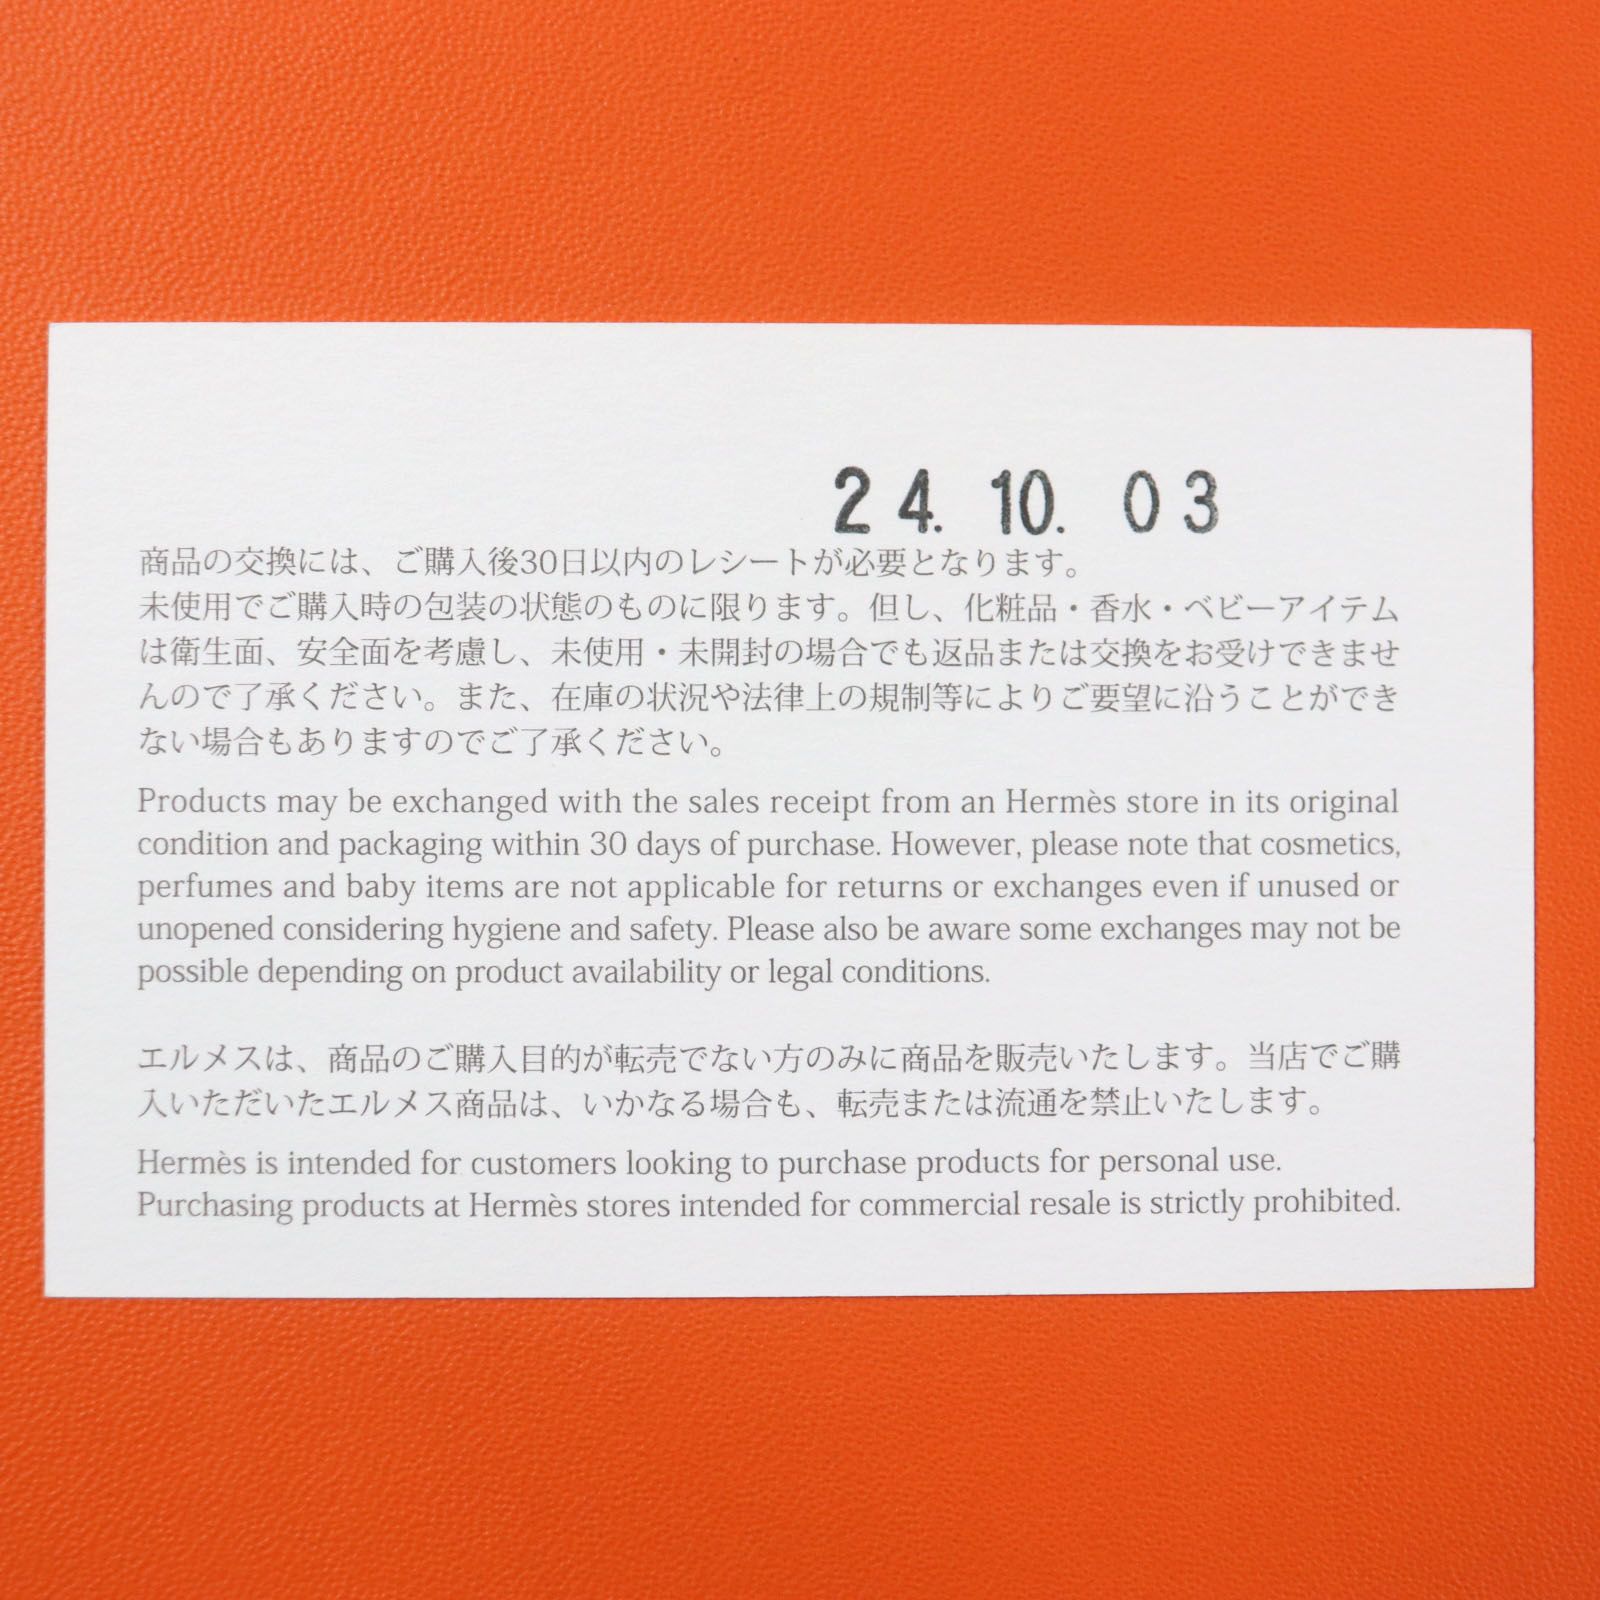 24. 10. 03
商品の交換には、ご購入後30日以内のレシートが必要となります。
未使用でご購入時の包装の状態のものに限ります。但し、化粧品・香水・ベビーアイテム
は衛生面、安全面を考慮し、未使用・未開封の場合でも返品または交換をお受けできませ
んので了承ください。また、在庫の状況や法律上の規制等によりご要望に沿うことができ
ない場合もありますのでご了承ください。
Products may be exchanged with the sales receipt from an Hermès store in its original
condition and packaging within 30 days of purchase. However, please note that cosmetics,
perfumes and baby items are not applicable for returns or exchanges even if unused or
unopened considering hygiene and safety. Please also be aware some exchanges may not be
possible depending on product availability or legal conditions.
エルメスは、商品のご購入目的が転売でない方のみに商品を販売いたします。当店でご購
入いただいたエルメス商品は、いかなる場合も、転売または流通を禁止いたします。
Hermès is intended for customers looking to purchase products for personal use.
Purchasing products at Hermès stores intended for commercial resale is strictly prohibited.